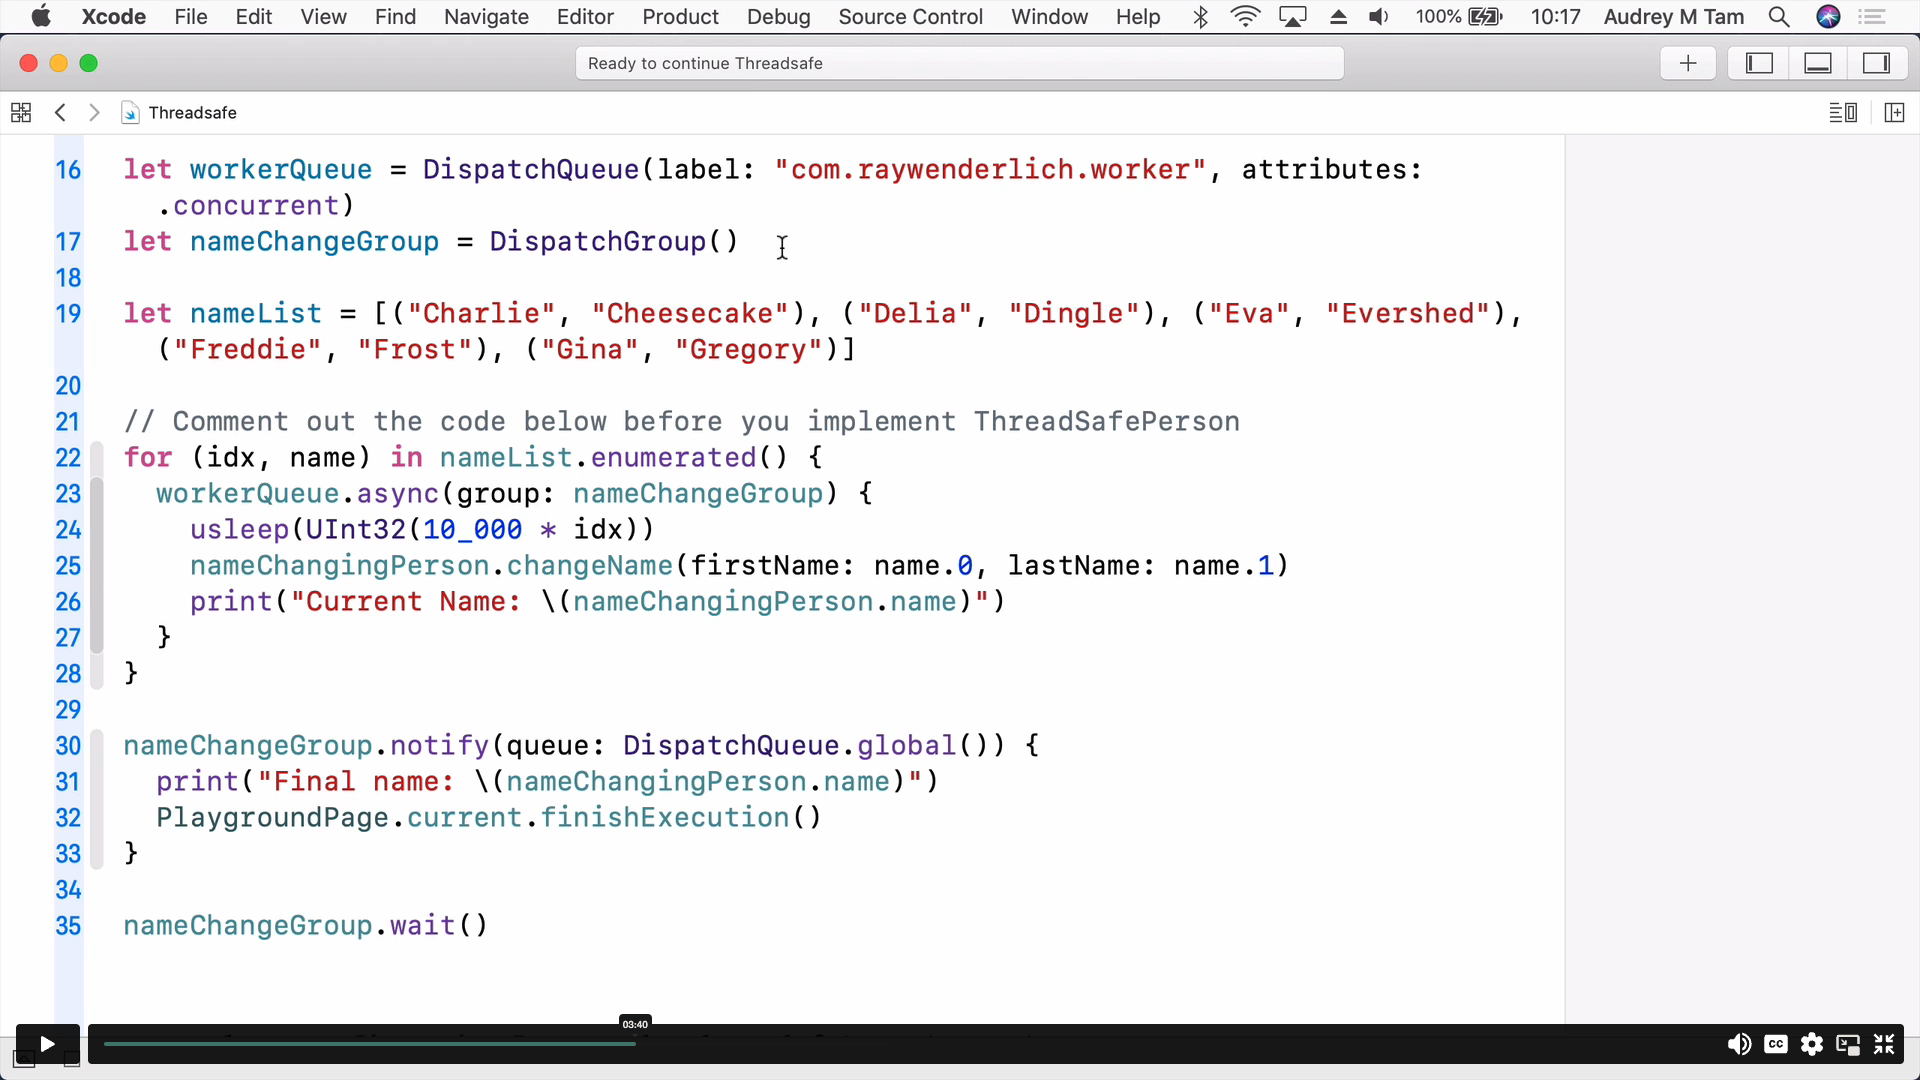 Xcode File Edit View Find Navigate Editor Product Debug Source Control Window Help 100% 10:17 Audrey M Tam
Ready to continue Threadsafe
Threadsafe
16 let workerQueue = DispatchQueue(label: "com.raywenderlich.worker", attributes:
.concurrent)
17 let nameChangeGroup = DispatchGroup()
18
19 let nameList = [("Charlie", "Cheesecake"), ("Delia", "Dingle"), ("Eva", "Evershed"),
("Freddie", "Frost"), ("Gina", "Gregory")]
20
21 // Comment out the code below before you implement ThreadSafePerson
22 for (idx, name) in nameList.enumerated() {
23 workerQueue.async(group: nameChangeGroup) {
24 usleep(UInt32(10_000 * idx))
25 nameChangingPerson.changeName(firstName: name.0, lastName: name.1)
26 print("Current Name: \(nameChangingPerson.name)")
27 }
28 }
29
30 nameChangeGroup.notify(queue: DispatchQueue.global()) {
31 print("Final name: \(nameChangingPerson.name)")
32 PlaygroundPage.current.finishExecution()
33 }
34
35 nameChangeGroup.wait()
03:40
CC